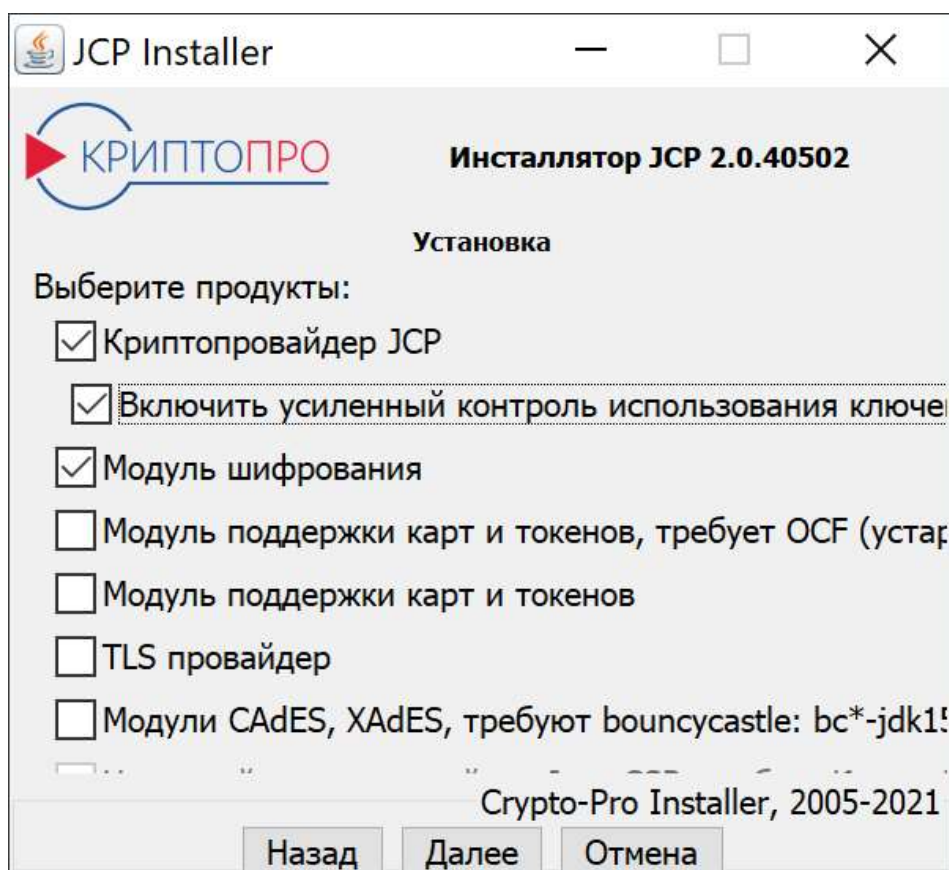 JCP Installer
КРИПТОПРО
Инсталлятор JCP 2.0.40502
Установка
Выберите продукты:
Криптопровайдер JCP
Включить усиленный контроль использования ключе
Модуль шифрования
Модуль поддержки карт и токенов, требует OCF (устар
Модуль поддержки карт и токенов
TLS провайдер
Модули CAdES, XAdES, требуют bouncycastle: bc*-jdk15
Crypto-Pro Installer, 2005-2021
Назад Далее Отмена